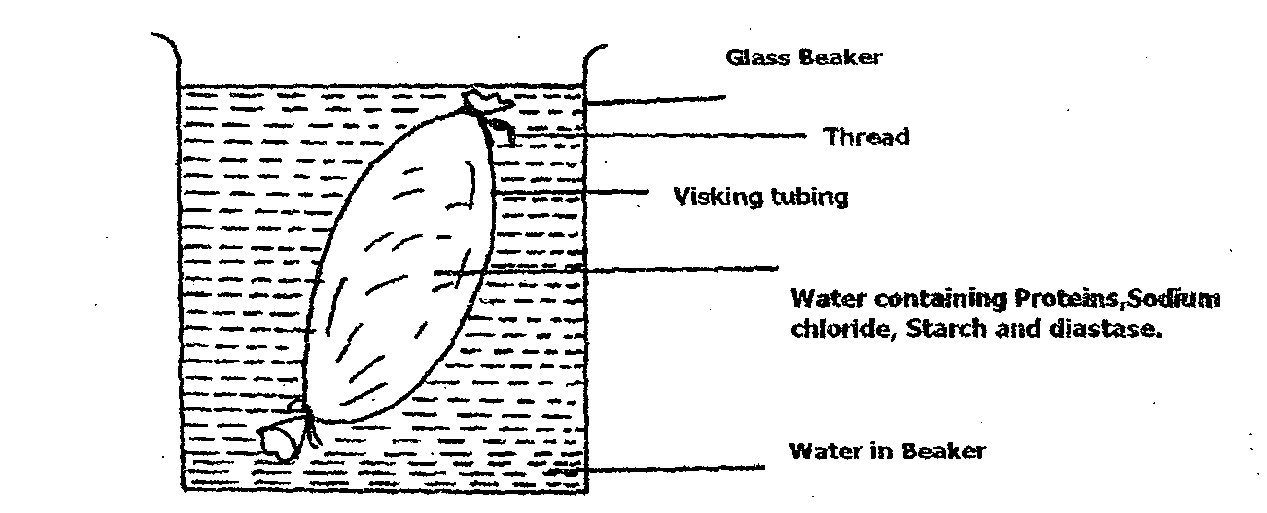 Glass Beaker
Thread
Visking tubing
Water containing Proteins,Sodium
chloride, Starch and diastase.
Water in Beaker